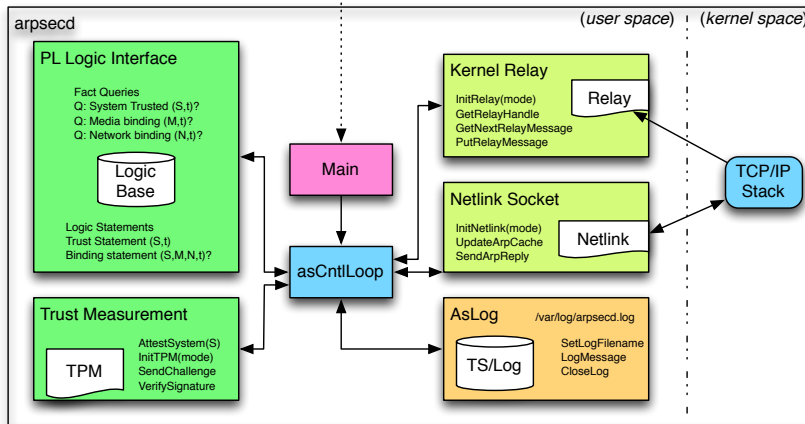 arpsecd
(user space)
(kernel space)
PL Logic Interface
Fact Queries
Q: System Trusted (S,t)?
Q: Media binding (M,t)?
Q: Network binding (N,t)?
Logic
Base
Logic Statements
Trust Statement (S,t)
Binding statement (S,M,N,t)?
Trust Measurement
TPM
AttestSystem(S)
InitTPM(mode)
SendChallenge
VerifySignature
Main
asCntlLoop
Kernel Relay
InitRelay(mode)
GetRelayHandle
GetNextRelayMessage
PutRelayMessage
Relay
Netlink Socket
InitNetlink(mode)
UpdateArpCache
SendArpReply
Netlink
AsLog
/var/log/arpsecd.log
TS/Log
SetLogFilename
LogMessage
CloseLog
TCP/IP
Stack